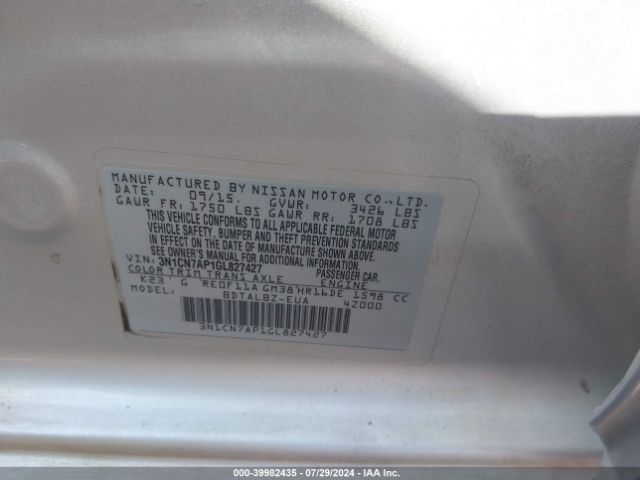 MANUFACTURED BY NISSAN MOTOR CO., LTD.
DATE: 09/15. GVWR: 3426 LBS
GAWR FR: 1750 LBS GAWR RR: 1708 LBS
THIS VEHICLE CONFORMS TO ALL APPLICABLE FEDERAL MOTOR
VEHICLE SAFETY, BUMPER AND THEFT PREVENTION STANDARDS
IN EFFECT ON THE DATE OF MANUFACTURE SHOWN ABOVE.
SEE OWNER'S MANUAL FOR ADDITIONAL INFORMATION.
VIN: 3N1CN7AP1GL827427 PASSENGER CAR.
COLOR TRIM TRANS AXLE ENGINE
K23 G RE0F11A GM38 HR16DE 1598 CC
MODEL: BDTALBZ-EUA 42000
3N1CN7AP1GL827427
000-39982435 07/29/2024 - IAA Inc.